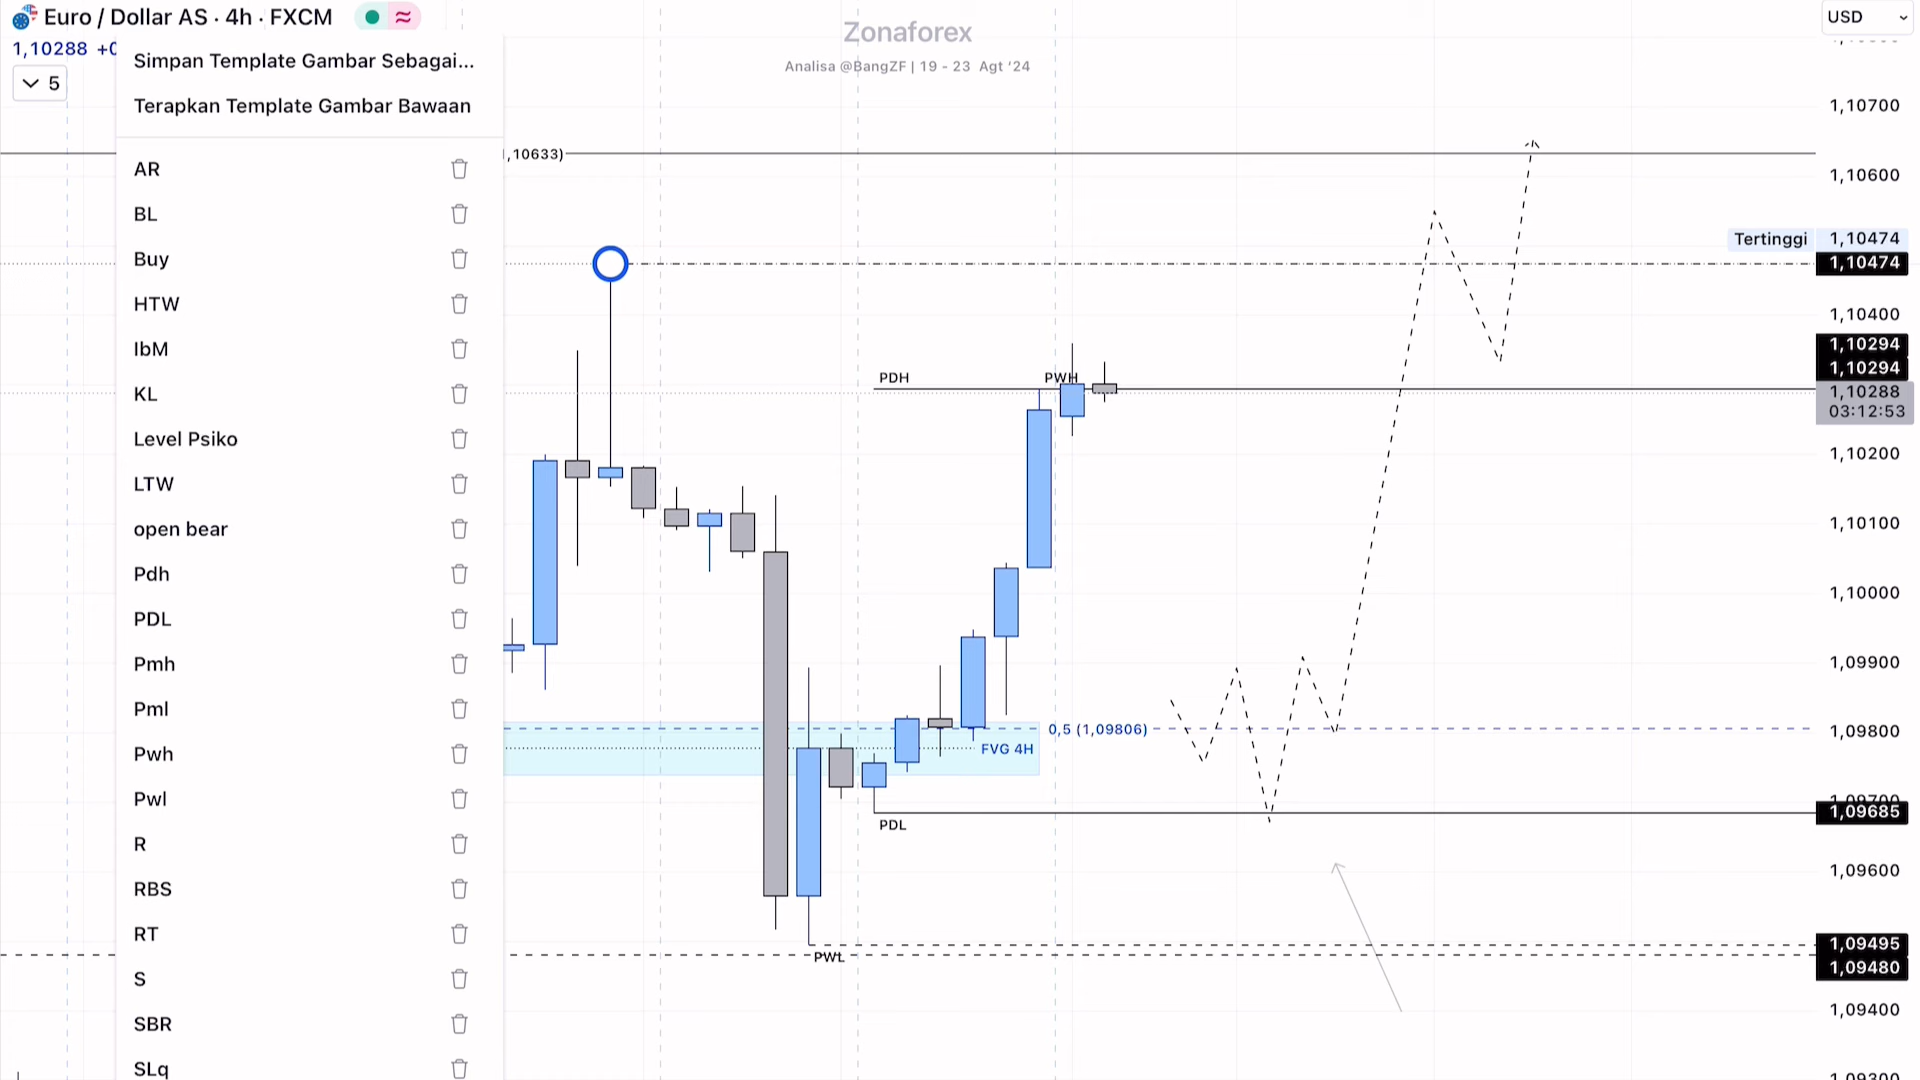 Euro / Dollar AS · 4h · FXCM
1,10288
5
Simpan Template Gambar Sebagai...
Terapkan Template Gambar Bawaan
AR
BL
Buy
HTW
IbM
KL
Level Psiko
LTW
open bear
Pdh
PDL
Pmh
Pml
Pwh
Pwl
R
RBS
RT
S
SBR
SLq
Zonaforex
Analisa @BangZF | 19 - 23 Agt ‘24
,10633)
PDH
PWH
0,5 (1,09806)
FVG 4H
PDL
PWL
USD
1,10700
1,10600
Tertinggi 1,10474
1,10474
1,10400
1,10294
1,10294
1,10288
03:12:53
1,10200
1,10100
1,10000
1,09900
1,09800
1,09700
1,09685
1,09600
1,09495
1,09480
1,09400
1,09300